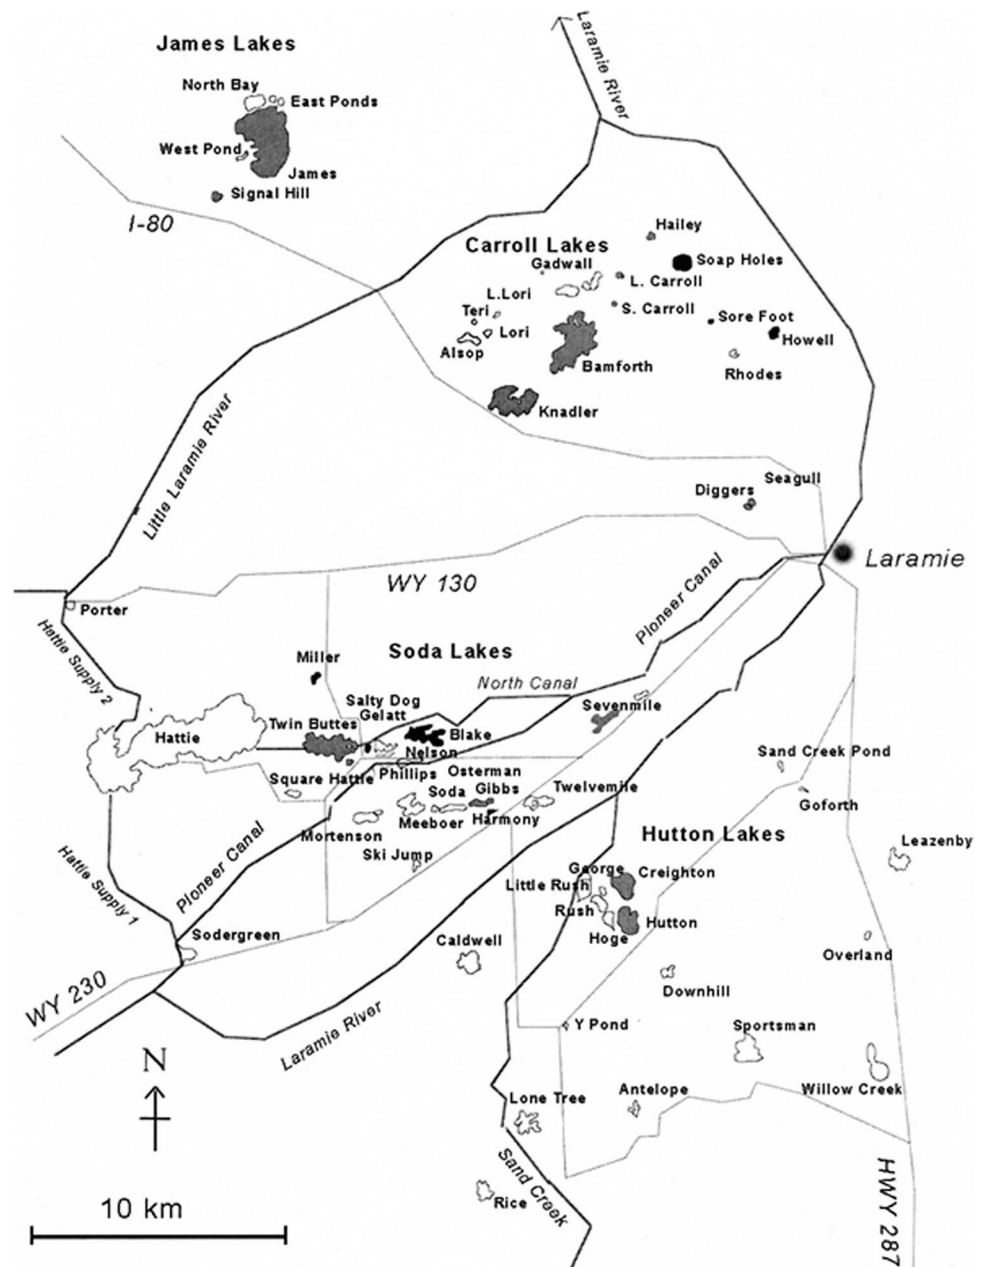 James Lakes
North Bay
East Ponds
West Pond
James
Signal Hill
I-80
Laramie River
Carroll Lakes
Hailey
Gadwall
Soap Holes
L. Carroll
L.Lori
S. Carroll
Teri
Sore Foot
Lori
Howell
Alsop
Bamforth
Rhodes
Knadler
Little Laramie River
Seagull
Diggers
Laramie
WY 130
Pioneer Canal
Porter
Hattie Supply 2
Soda Lakes
Miller
North Canal
Salty Dog
Gelatt
Sevenmile
Twin Buttes
Blake
Hattie
Nelson
Sand Creek Pond
Square Hattie
Phillips
Osterman
Soda
Gibbs
Twelvemile
Goforth
Meeboer
Harmony
Mortenson
Hutton Lakes
Ski Jump
Leazenby
Hattie Supply 1
Pioneer Canal
George
Creighton
Little Rush
Rush
Hutton
Hoge
Sodergreen
Caldwell
Overland
WY 230
Downhill
Laramie River
Y Pond
Sportsman
N
Willow Creek
Antelope
Lone Tree
Sand Creek
Rice
HWY 287
10 km